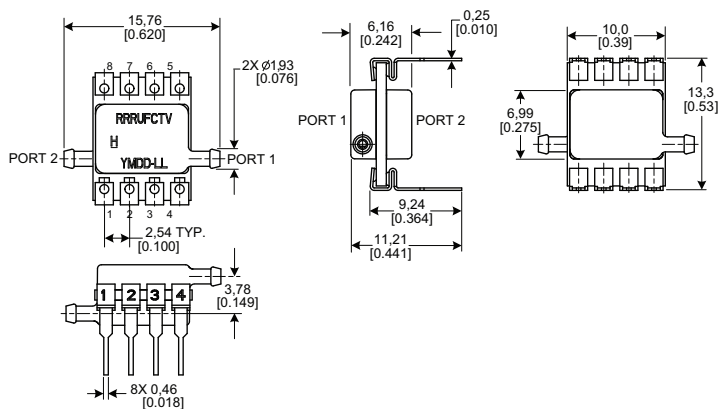 15,76
[0.620]
2X Ø1,93
[0.076]
8 7 6 5
RRRUFCTV
H
YMDD-LL
PORT 2
PORT 1
1 2 3 4
2,54 TYP.
[0.100]
6,16
[0.242]
0,25
[0.010]
PORT 1
PORT 2
9,24
[0.364]
11,21
[0.441]
10,0
[0.39]
13,3
[0.53]
6,99
[0.275]
1 2 3 4
3,78
[0.149]
8X 0,46
[0.018]